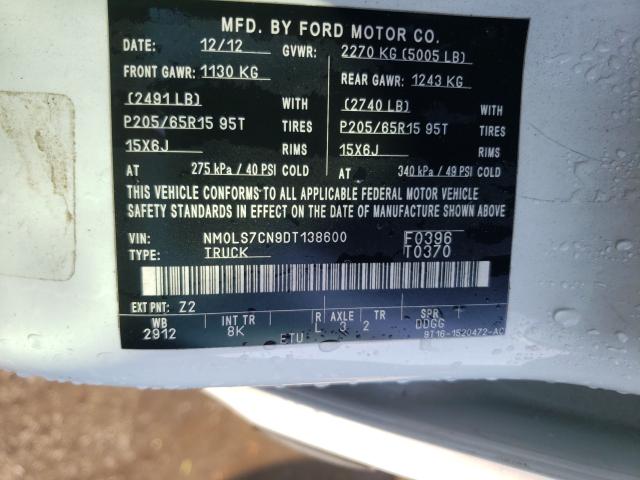 MFD. BY FORD MOTOR CO.
DATE: 12/12 GVWR: 2270 KG (5005 LB)
FRONT GAWR: 1130 KG REAR GAWR: 1243 KG
(2491 LB) WITH (2740 LB) WITH
P205/65R15 95T TIRES P205/65R15 95T TIRES
15X6J RIMS 15X6J RIMS
AT 275 kPa / 40 PSI COLD AT 340 kPa / 49 PSI COLD
THIS VEHICLE CONFORMS TO ALL APPLICABLE FEDERAL MOTOR VEHICLE
SAFETY STANDARDS IN EFFECT ON THE DATE OF MANUFACTURE SHOWN ABOVE.
VIN: NM0LS7CN9DT138600 F0396
TYPE: TRUCK T0370
EXT PNT: Z2
WB INT TR R AXLE TR SPR
2912 8K L 3 2 DDGG
ETU 9T16-1520472-AC